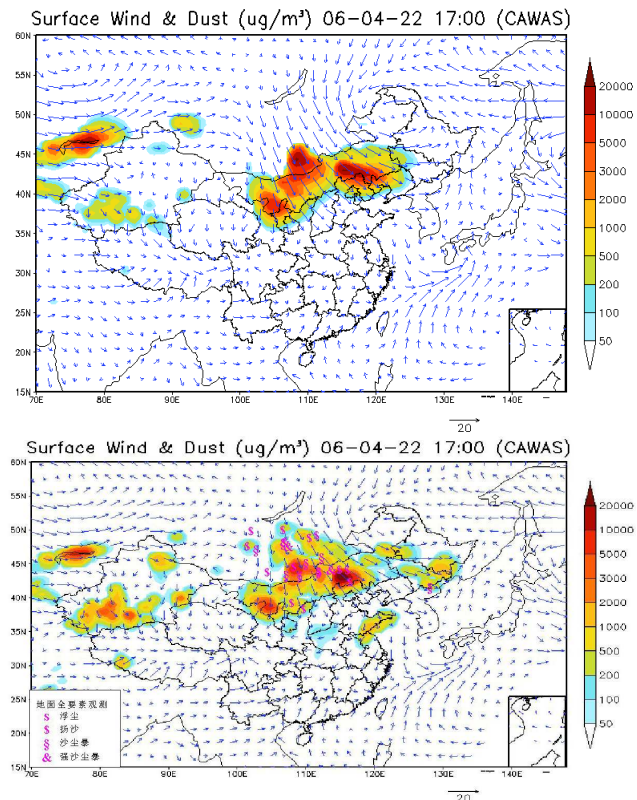 Surface Wind & Dust (ug/m³) 06-04-22 17:00 (CAWAS)
60N
55N
50N
45N
40N
35N
30N
25N
20N
15N
70E 80E 90E 100E 110E 120E 130E 140E
20
20000
10000
5000
3000
2000
1000
500
200
100
50
Surface Wind & Dust (ug/m³) 06-04-22 17:00 (CAWAS)
60N
55N
50N
45N
40N
35N
30N
25N
20N
15N
70E 80E 90E 100E 110E 120E 130E 140E
20
20000
10000
5000
3000
2000
1000
500
200
100
50
地面全要素观测
S 浮尘
$ 扬沙
§ 沙尘暴
& 强沙尘暴